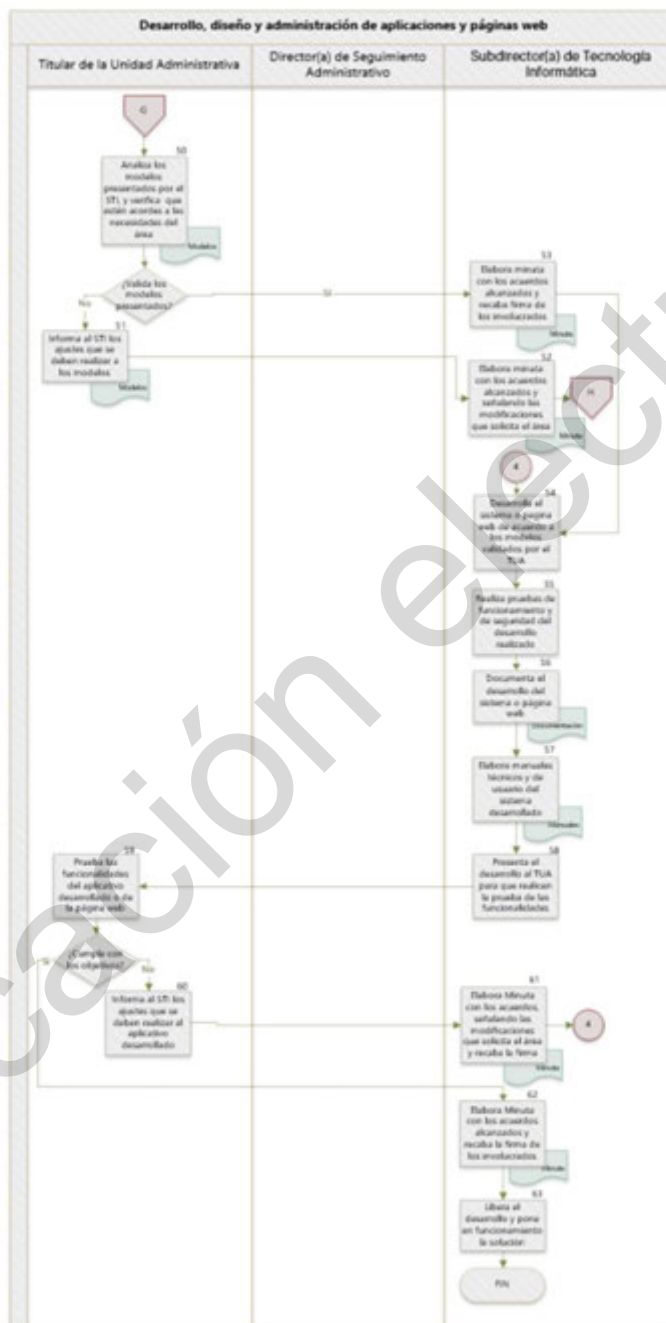 Desarrollo, diseño y administración de aplicaciones y páginas web
Titular de la Unidad Administrativa
Director(a) de Seguimiento
Administrativo
Subdirector(a) de Tecnología
Informática
G
50
Analiza los
modelos
presentados por el
STI, y verifica que
estén acordes a las
necesidades del
área
Modelos
¿Valida los
modelos
presentados?
No
Si
51
Informa al STI los
ajustes que se
deben realizar a
los modelos
Modelos
53
Elabora minuta
con los acuerdos
alcanzados y
recaba firma de
los involucrados
Minuta
52
Elabora minuta
con los acuerdos
alcanzados y
señalando las
modificaciones
que solicita el área
Minuta
H
4
54
Desarrolla el
sistema o página
web de acuerdo a
los modelos
validados por el
TUA
55
Realiza pruebas de
funcionamiento y
de seguridad del
desarrollo
realizado
56
Documenta el
desarrollo del
sistema o página
web
Documentación
57
Elabora manuales
técnicos y de
usuario del
sistema
desarrollado
Manuales
58
Presenta el
desarrollo al TUA
para que realicen
la prueba de las
funcionalidades
59
Prueba las
funcionalidades
del aplicativo
desarrollado o de
la página web
¿Cumple con
los objetivos?
Si
No
60
Informa al STI los
ajustes que se
deben realizar al
aplicativo
desarrollado
61
Elabora Minuta
con los acuerdos,
señalando las
modificaciones
que solicita el área
y recaba la firma
Minuta
4
62
Elabora Minuta
con los acuerdos
alcanzados y
recaba la firma de
los involucrados
Minuta
63
Libera el
desarrollo y pone
en funcionamiento
la solución
FIN